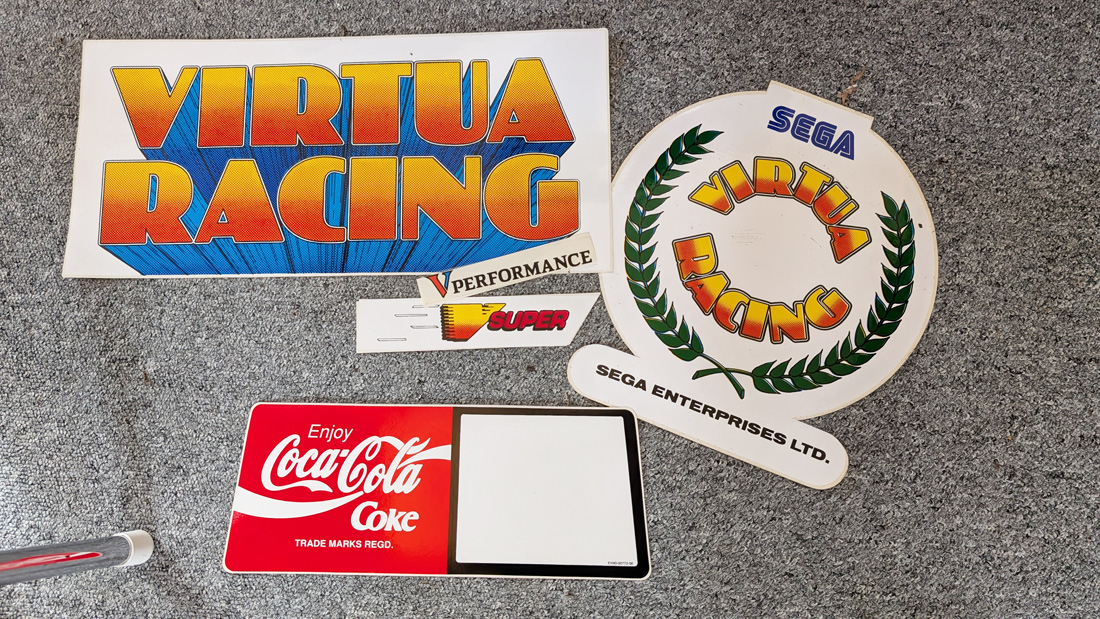 VIRTUA
RACING
SEGA
VIRTUA
RACING
V PERFORMANCE
SUPER
SEGA ENTERPRISES LTD.
Enjoy
Coca-Cola
Coke
TRADE MARKS REGD.